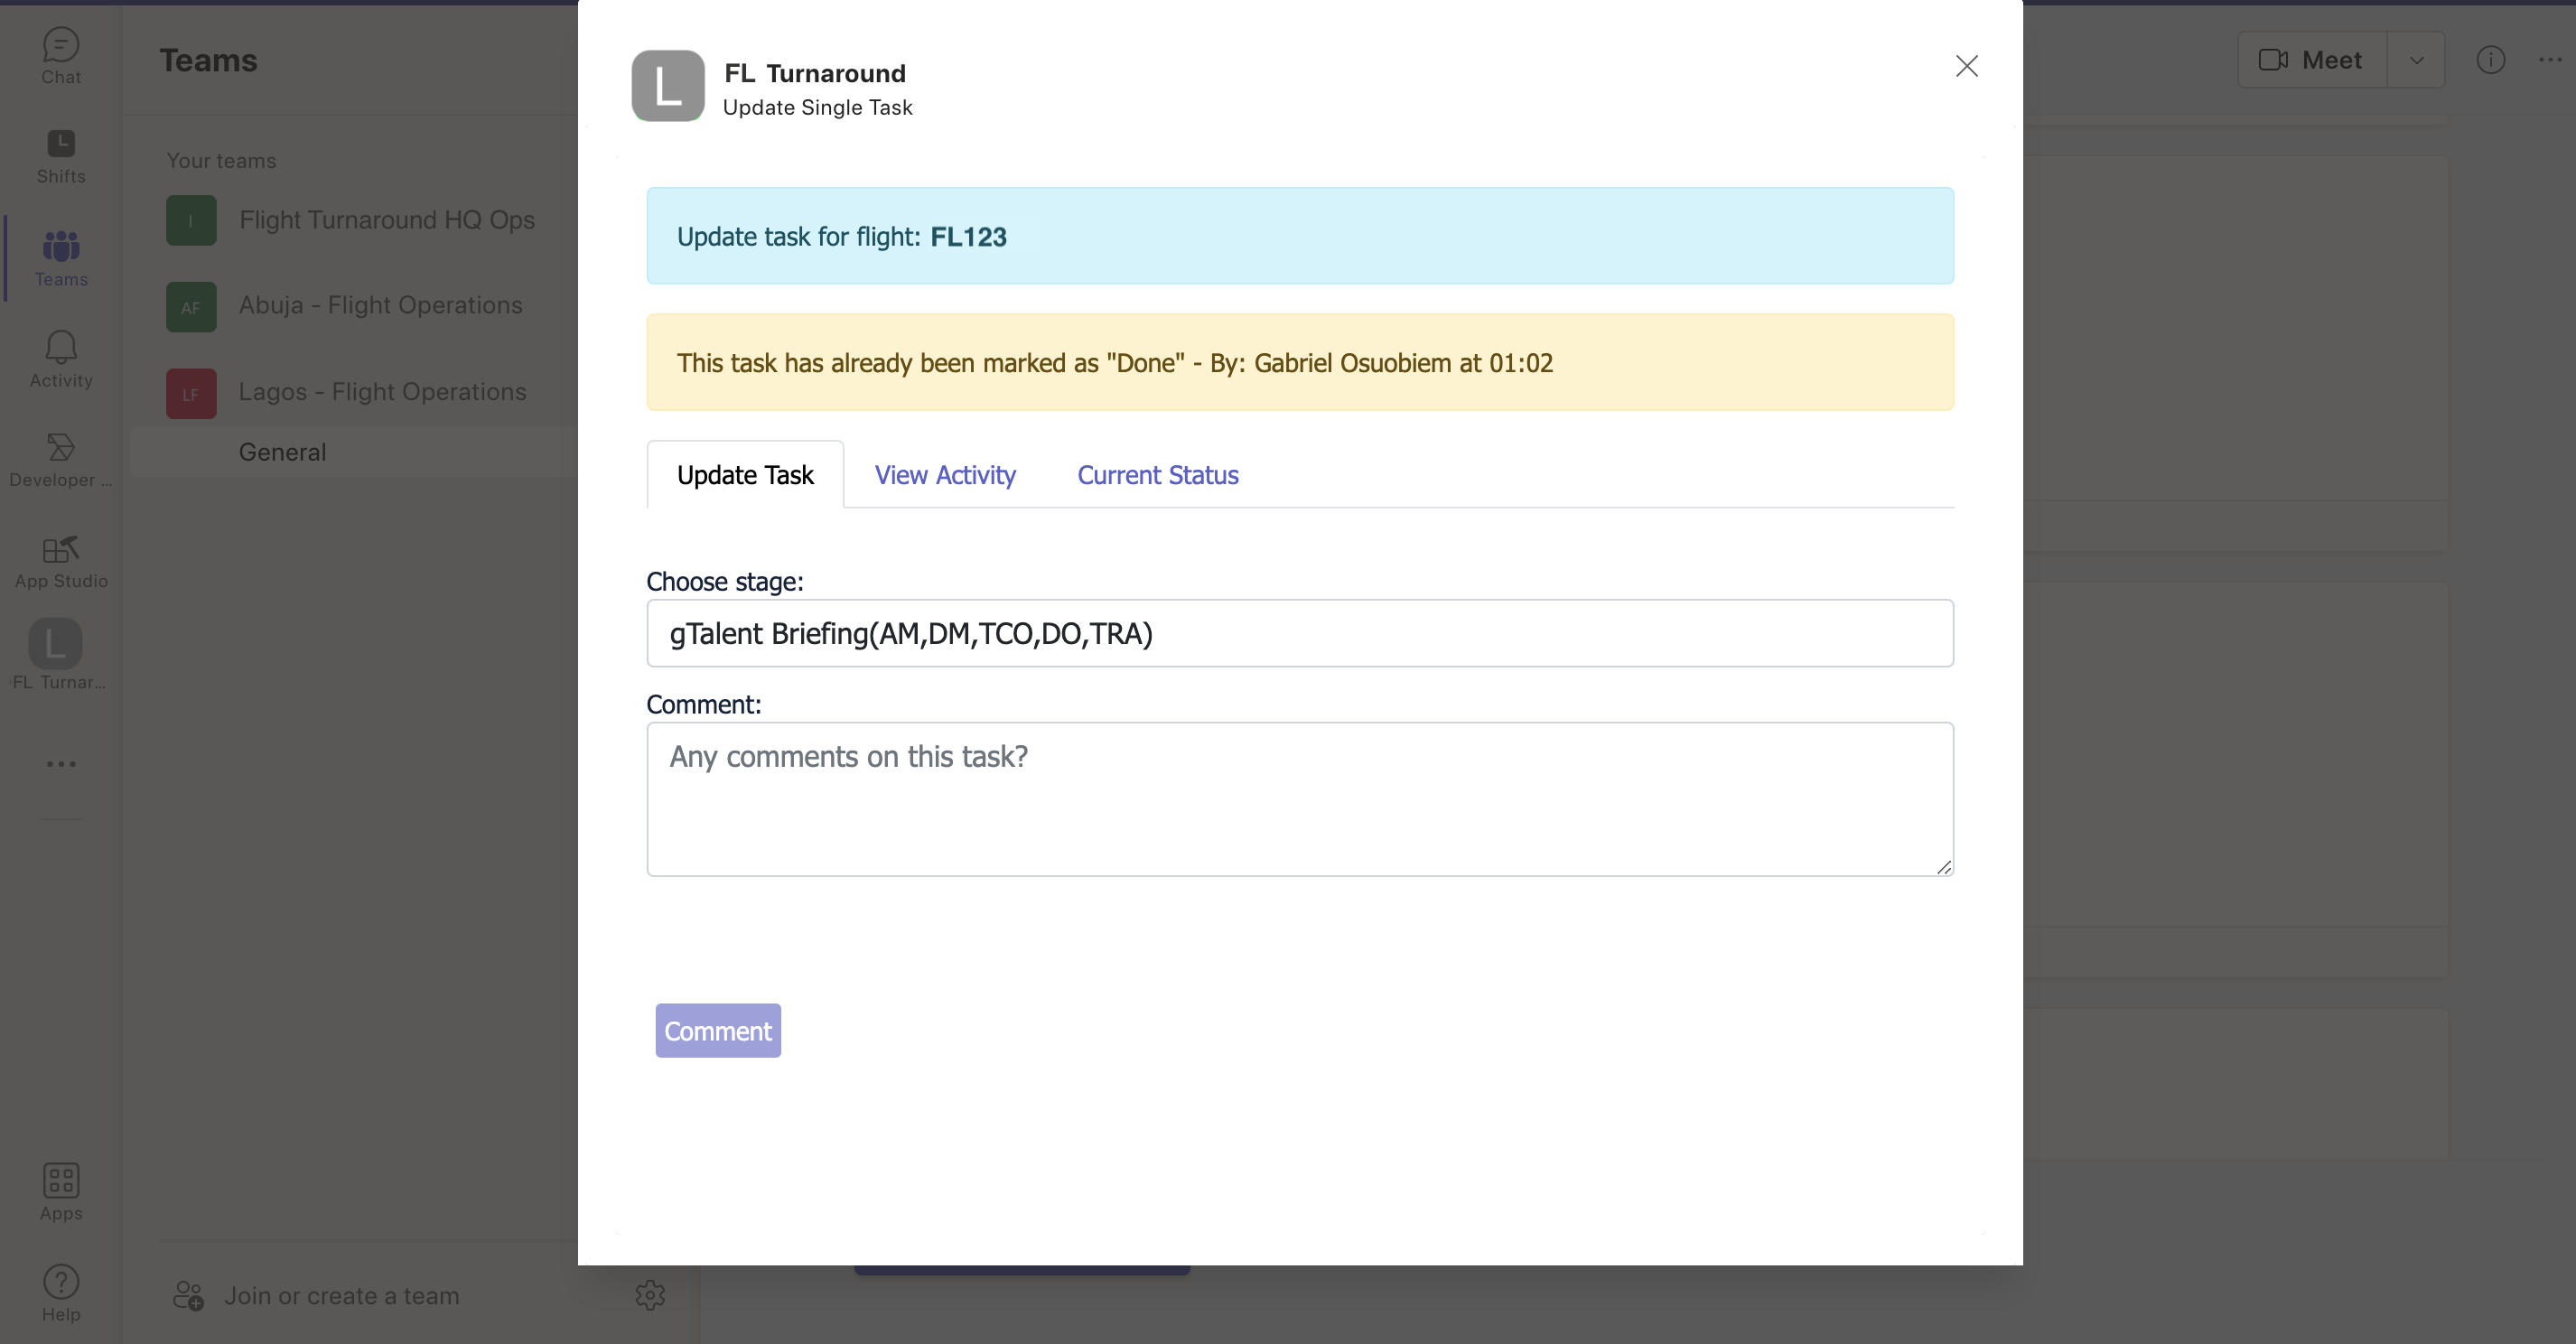 Chat
Shifts
Teams
Activity
Developer ...
App Studio
L
FL Turnar...
Apps
Help
Teams
Your teams
I
Flight Turnaround HQ Ops
AF
Abuja - Flight Operations
LF
Lagos - Flight Operations
General
Join or create a team
L
FL Turnaround
Update Single Task
Update task for flight: FL123
This task has already been marked as "Done" - By: Gabriel Osuobiem at 01:02
Update Task
View Activity
Current Status
Choose stage:
gTalent Briefing(AM,DM,TCO,DO,TRA)
Comment:
Any comments on this task?
Comment
Meet